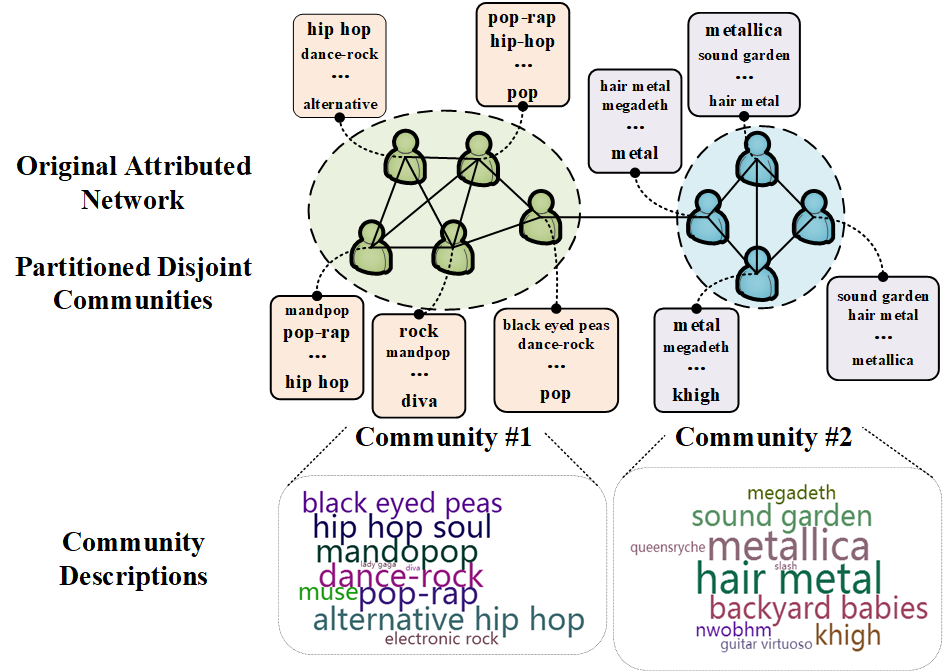 hip hop
dance-rock
...
alternative
pop-rap
hip-hop
...
pop
hair metal
megadeth
...
metal
metallica
sound garden
...
hair metal
Original Attributed
Network
Partitioned Disjoint
Communities
mandpop
pop-rap
...
hip hop
rock
mandpop
...
diva
black eyed peas
dance-rock
...
pop
metal
megadeth
...
khigh
sound garden
hair metal
...
metallica
Community #1
Community #2
Community
Descriptions
black eyed peas
hip hop soul
mandopop
lady gaga
diva
dance-rock
muse
pop-rap
alternative hip hop
electronic rock
megadeth
sound garden
queensryche
metallica
slash
hair metal
backyard babies
nwobhm
khigh
guitar virtuoso